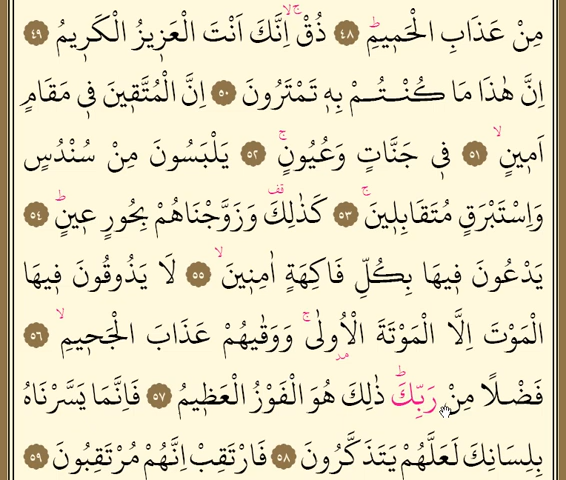 مِنْ عَذَابِ الْحَمٖيمِؕ ﴿٤٨﴾ ذُقْۙۚ اِنَّكَ اَنْتَ الْعَزٖيزُ الْكَرٖيمُ ﴿٤٩﴾
اِنَّ هٰذَا مَا كُنْتُمْ بِهٖ تَمْتَرُونَ ﴿٥٠﴾ اِنَّ الْمُتَّقٖينَ فٖي مَقَامٍ
اَمٖينٍۙ ﴿٥١﴾ فٖي جَنَّاتٍ وَعُيُونٍۚ ﴿٥٢﴾ يَلْبَسُونَ مِنْ سُنْدُسٍ
وَاِسْتَبْرَقٍ مُتَقَابِلٖينَۚ ﴿٥٣﴾ كَذٰلِكَࣞ وَزَوَّجْنَاهُمْ بِحُورٍ عٖينٍؕ ﴿٥٤﴾
يَدْعُونَ فٖيهَا بِكُلِّ فَاكِهَةٍ اٰمِنٖينَۙ ﴿٥٥﴾ لَا يَذُوقُونَ فٖيهَا
الْمَوْتَ اِلَّا الْمَوْتَةَ الْاُو۫لٰىۚ وَوَقٰيهُمْ عَذَابَ الْجَحٖيمِۙ ﴿٥٦﴾
فَضْلًا مِنْ رَبِّكَؕ ذٰلِكَ هُوَ الْفَوْزُ الْعَظٖيمُ ﴿٥٧﴾ فَاِنَّمَا يَسَّرْنَاهُ
بِلِسَانِكَ لَعَلَّهُمْ يَتَذَكَّرُونَ ﴿٥٨﴾ فَارْتَقِبْ اِنَّهُمْ مُرْتَقِبُونَ ﴿٥٩﴾